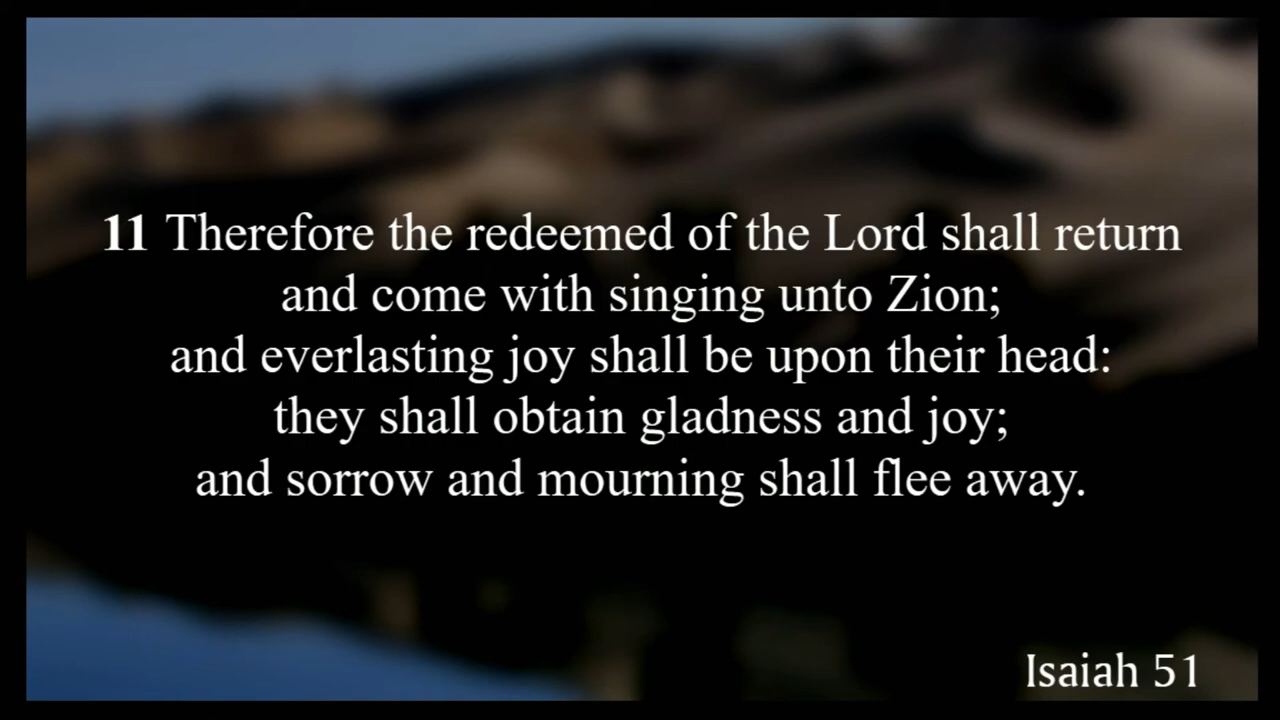 11 Therefore the redeemed of the Lord shall return
and come with singing unto Zion;
and everlasting joy shall be upon their head:
they shall obtain gladness and joy;
and sorrow and mourning shall flee away.
Isaiah 51